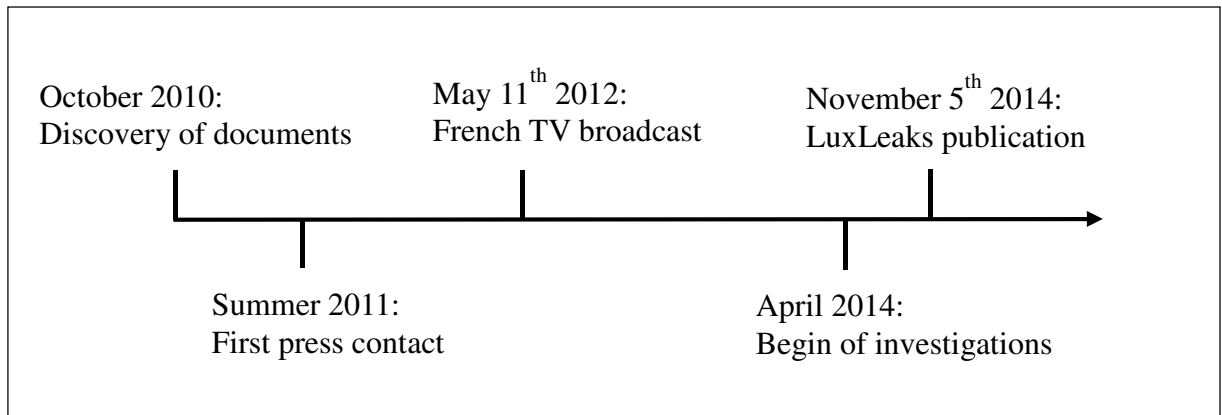 October 2010:
Discovery of documents
May 11th 2012:
French TV broadcast
November 5th 2014:
LuxLeaks publication
Summer 2011:
First press contact
April 2014:
Begin of investigations